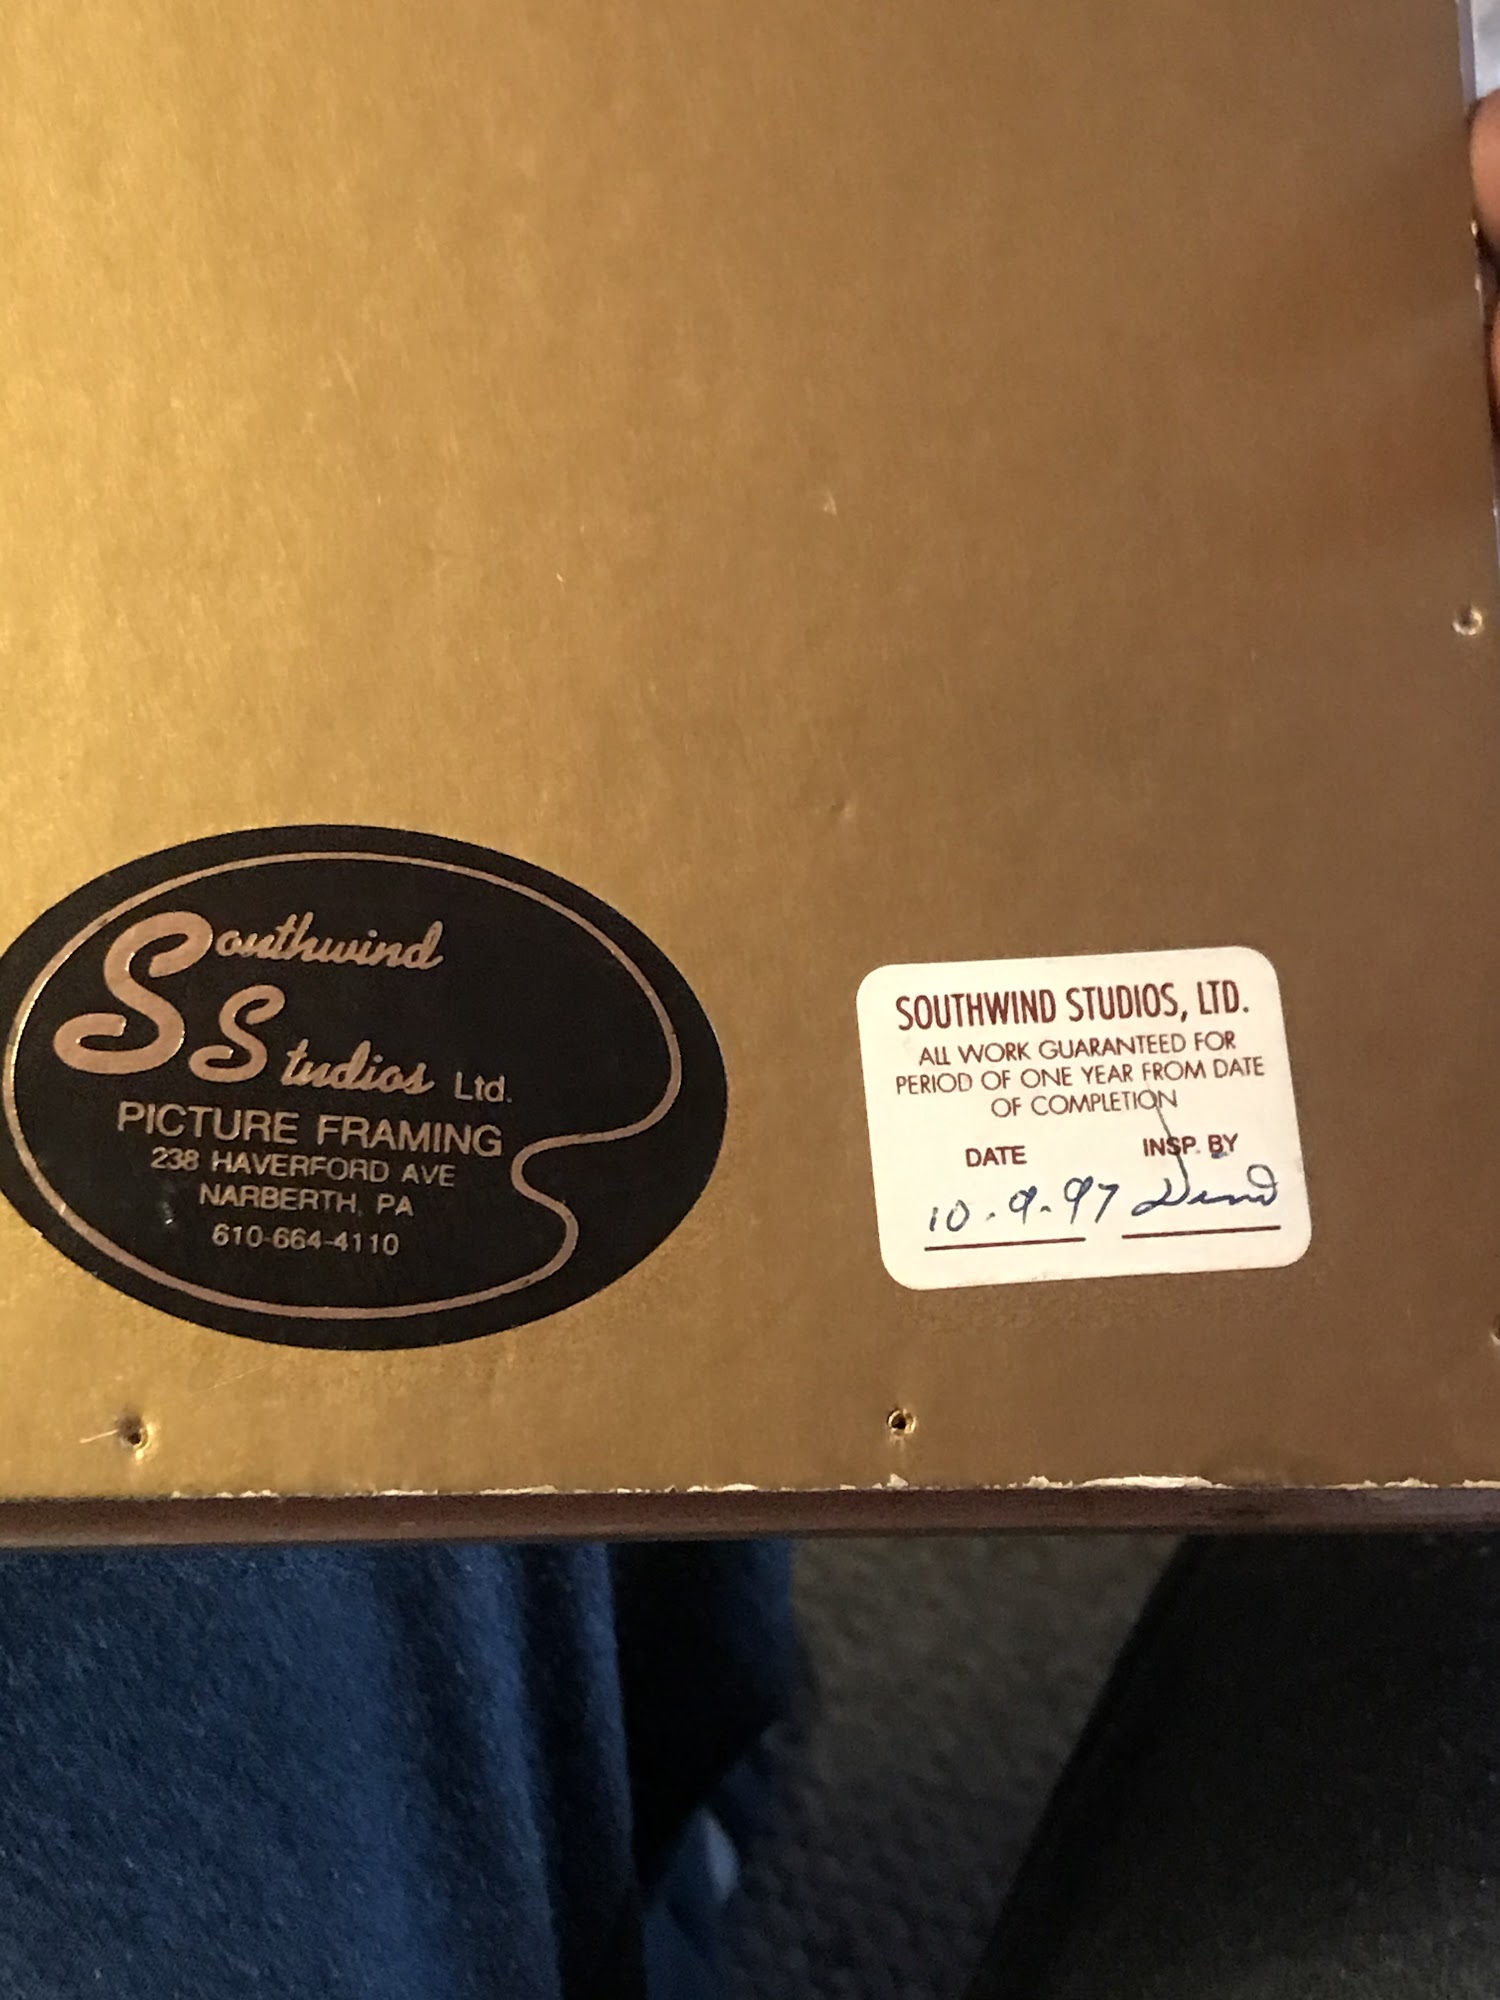 Southwind
Studios Ltd.
PICTURE FRAMING
238 HAVERFORD AVE
NARBERTH, PA
610-664-4110
SOUTHWIND STUDIOS, LTD.
ALL WORK GUARANTEED FOR
PERIOD OF ONE YEAR FROM DATE
OF COMPLETION
DATE INSP. BY
10.9.97